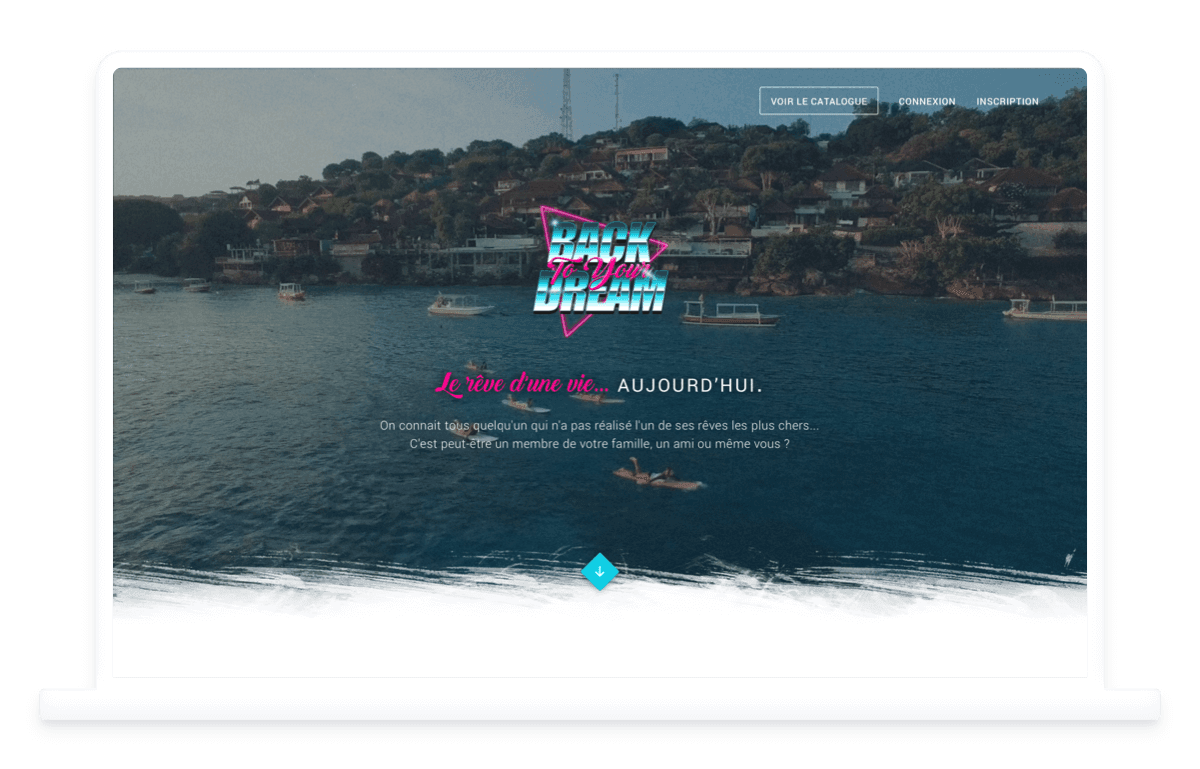 VOIR LE CATALOGUE CONNEXION INSCRIPTION
BACK
To Your
DREAM
Le rêve d'une vie... AUJOURD'HUI.
On connait tous quelqu'un qui n'a pas réalisé l'un de ses rêves les plus chers...
C'est peut-être un membre de votre famille, un ami ou même vous ?